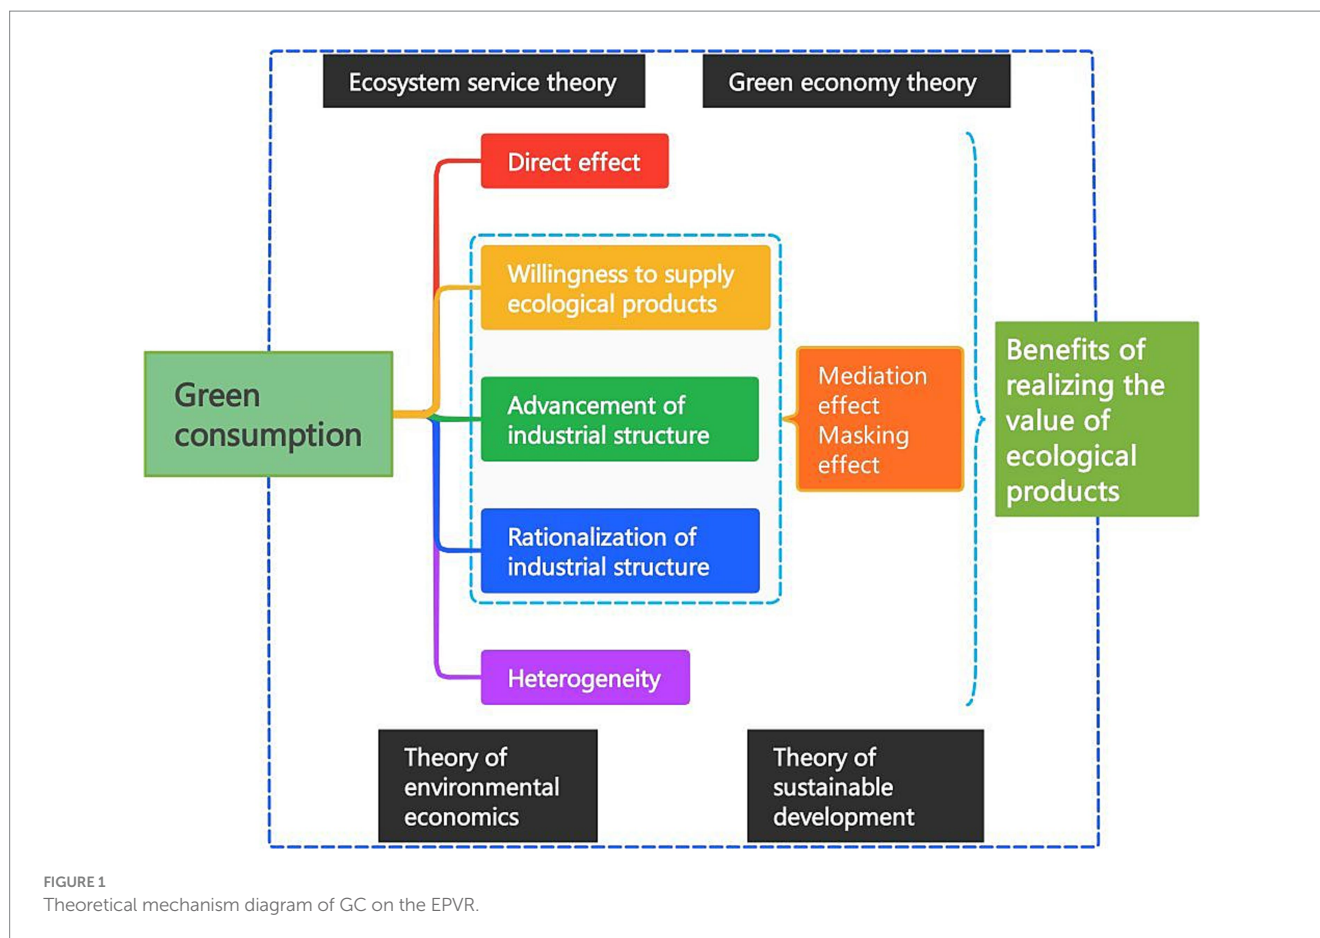 Ecosystem service theory
Green economy theory
Direct effect
Willingness to supply
ecological products
Green
consumption
Advancement of
industrial structure
Mediation
effect
Masking
effect
Benefits of
realizing the
value of
ecological
products
Rationalization of
industrial structure
Heterogeneity
Theory of
environmental
economics
Theory of
sustainable
development
FIGURE 1
Theoretical mechanism diagram of GC on the EPVR.